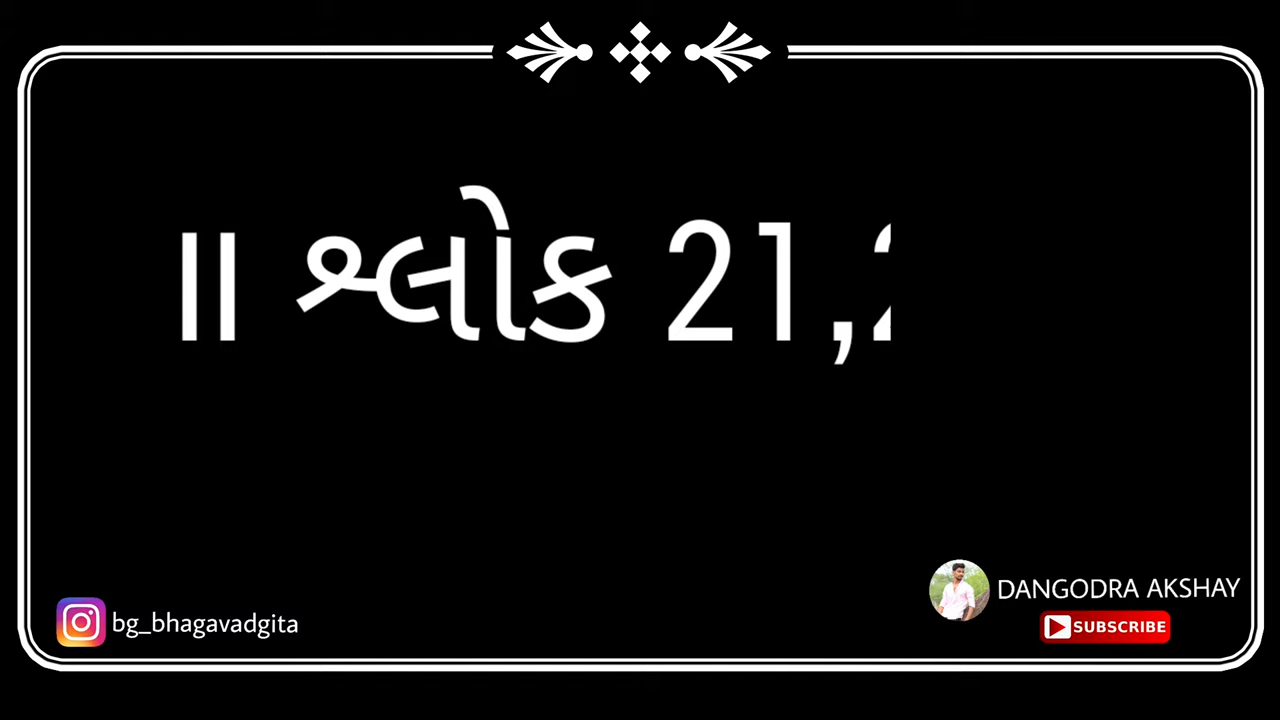 ॥ શ્લોક 21,
bg_bhagavadgita
DANGODRA AKSHAY
SUBSCRIBE